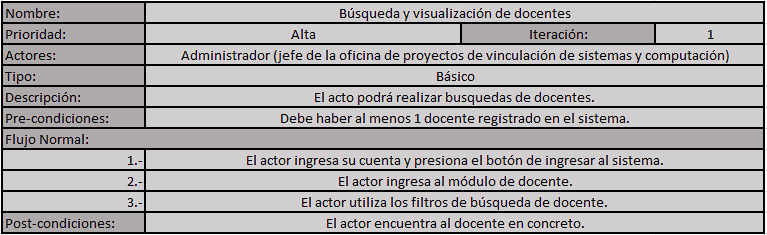 Nombre: Búsqueda y visualización de docentes
Prioridad: Alta Iteración: 1
Actores: Administrador (jefe de la oficina de proyectos de vinculación de sistemas y computación)
Tipo: Básico
Descripción: El acto podrá realizar busquedas de docentes.
Pre-condiciones: Debe haber al menos 1 docente registrado en el sistema.
Flujo Normal:
1.- El actor ingresa su cuenta y presiona el botón de ingresar al sistema.
2.- El actor ingresa al módulo de docente.
3.- El actor utiliza los filtros de búsqueda de docente.
Post-condiciones: El actor encuentra al docente en concreto.